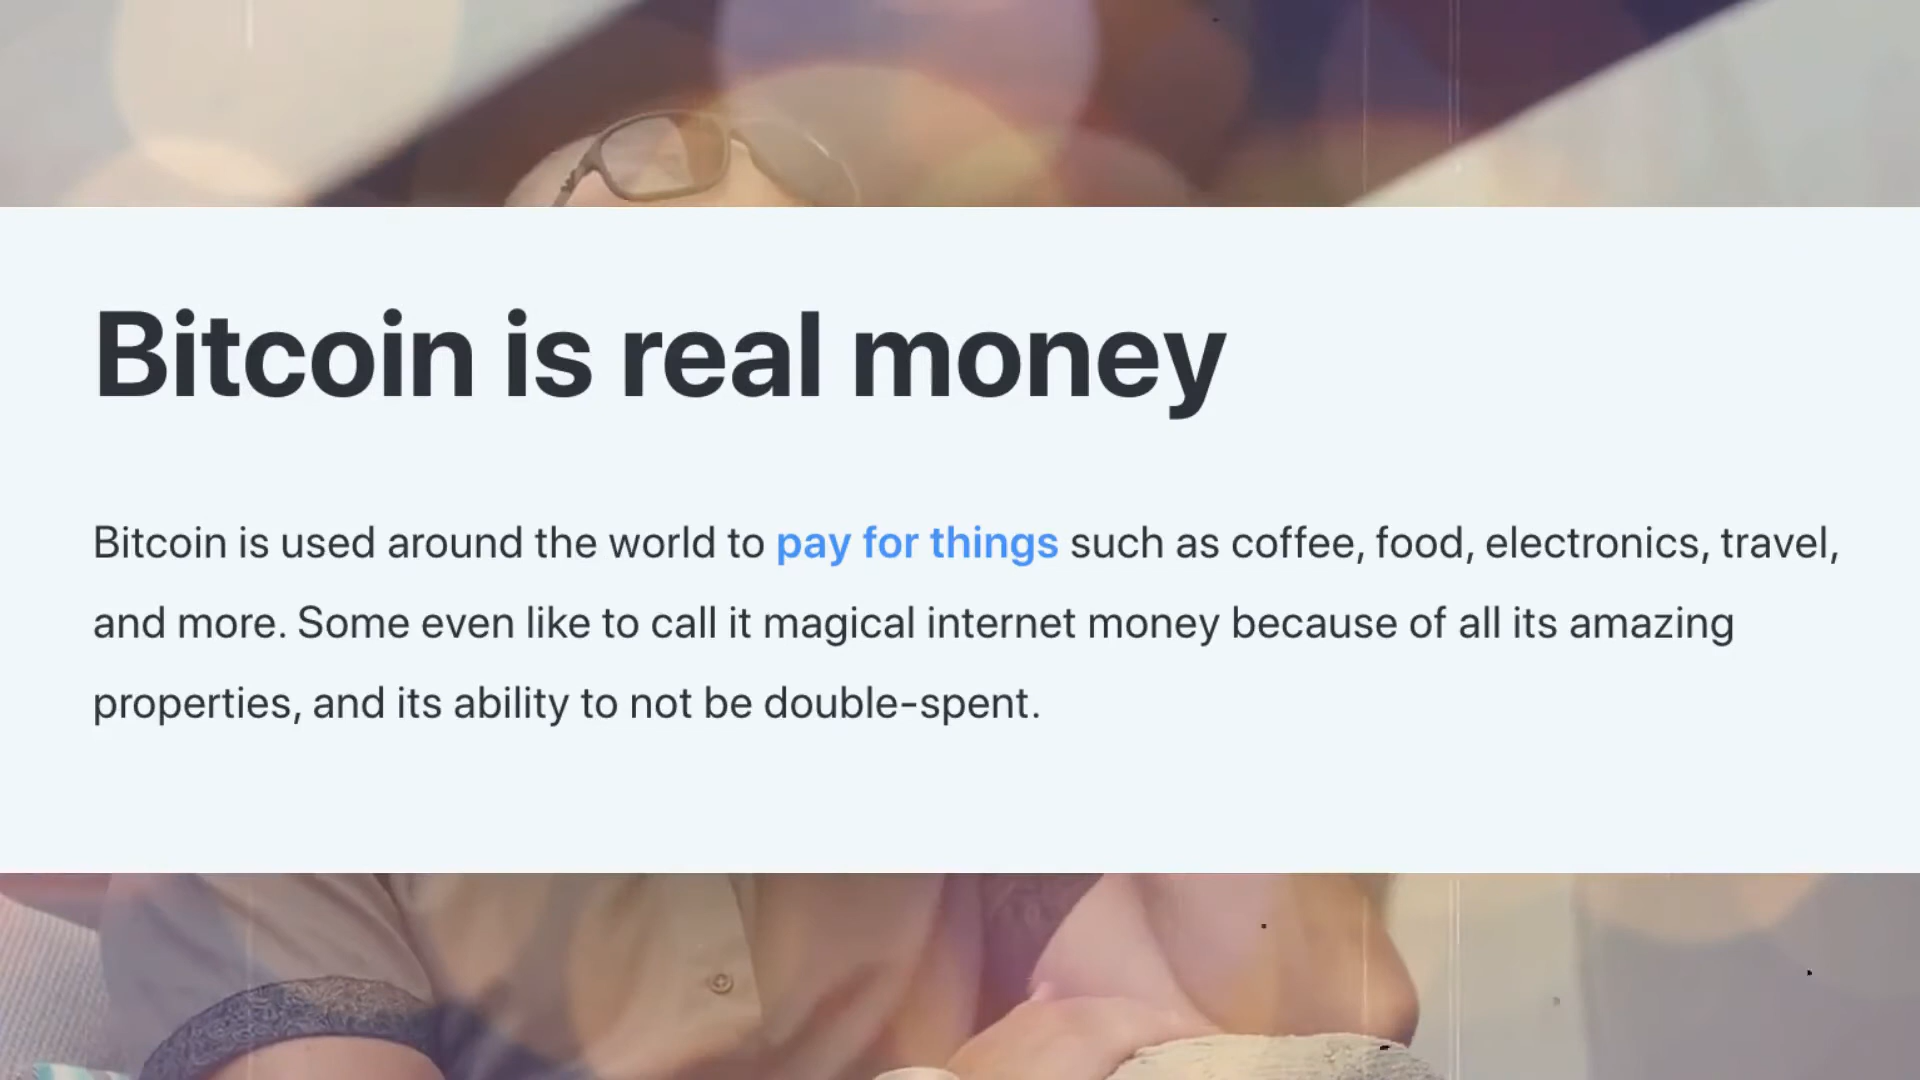 Bitcoin is real money
Bitcoin is used around the world to pay for things such as coffee, food, electronics, travel,
and more. Some even like to call it magical internet money because of all its amazing
properties, and its ability to not be double-spent.